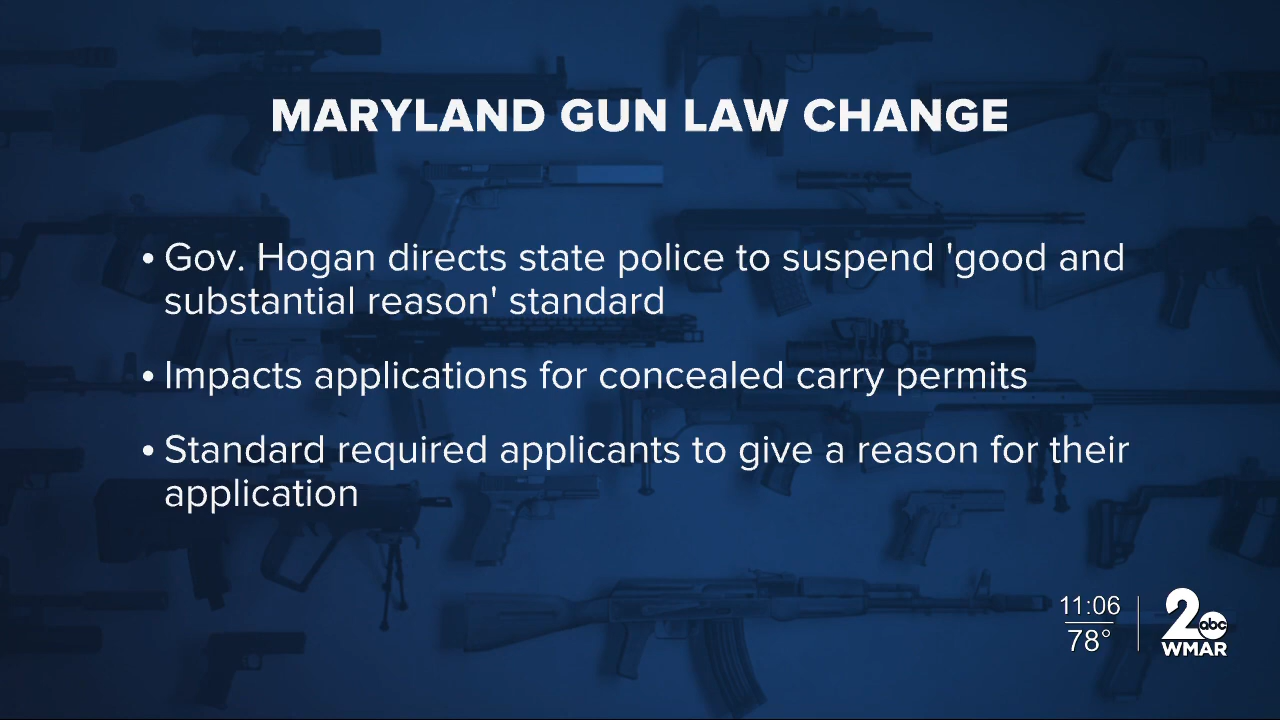 MARYLAND GUN LAW CHANGE
• Gov. Hogan directs state police to suspend 'good and
substantial reason' standard
• Impacts applications for concealed carry permits
• Standard required applicants to give a reason for their
application
11:06
78°
2 abc
WMAR